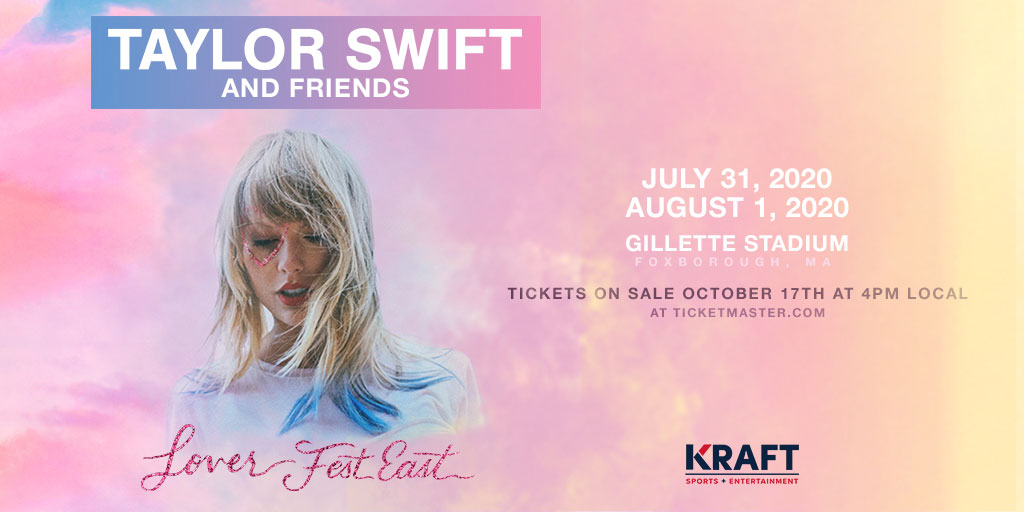 TAYLOR SWIFT
AND FRIENDS
JULY 31, 2020
AUGUST 1, 2020
GILLETTE STADIUM
FOXBOROUGH, MA
TICKETS ON SALE OCTOBER 17TH AT 4PM LOCAL
AT TICKETMASTER.COM
Lover Fest East
KRAFT
SPORTS + ENTERTAINMENT